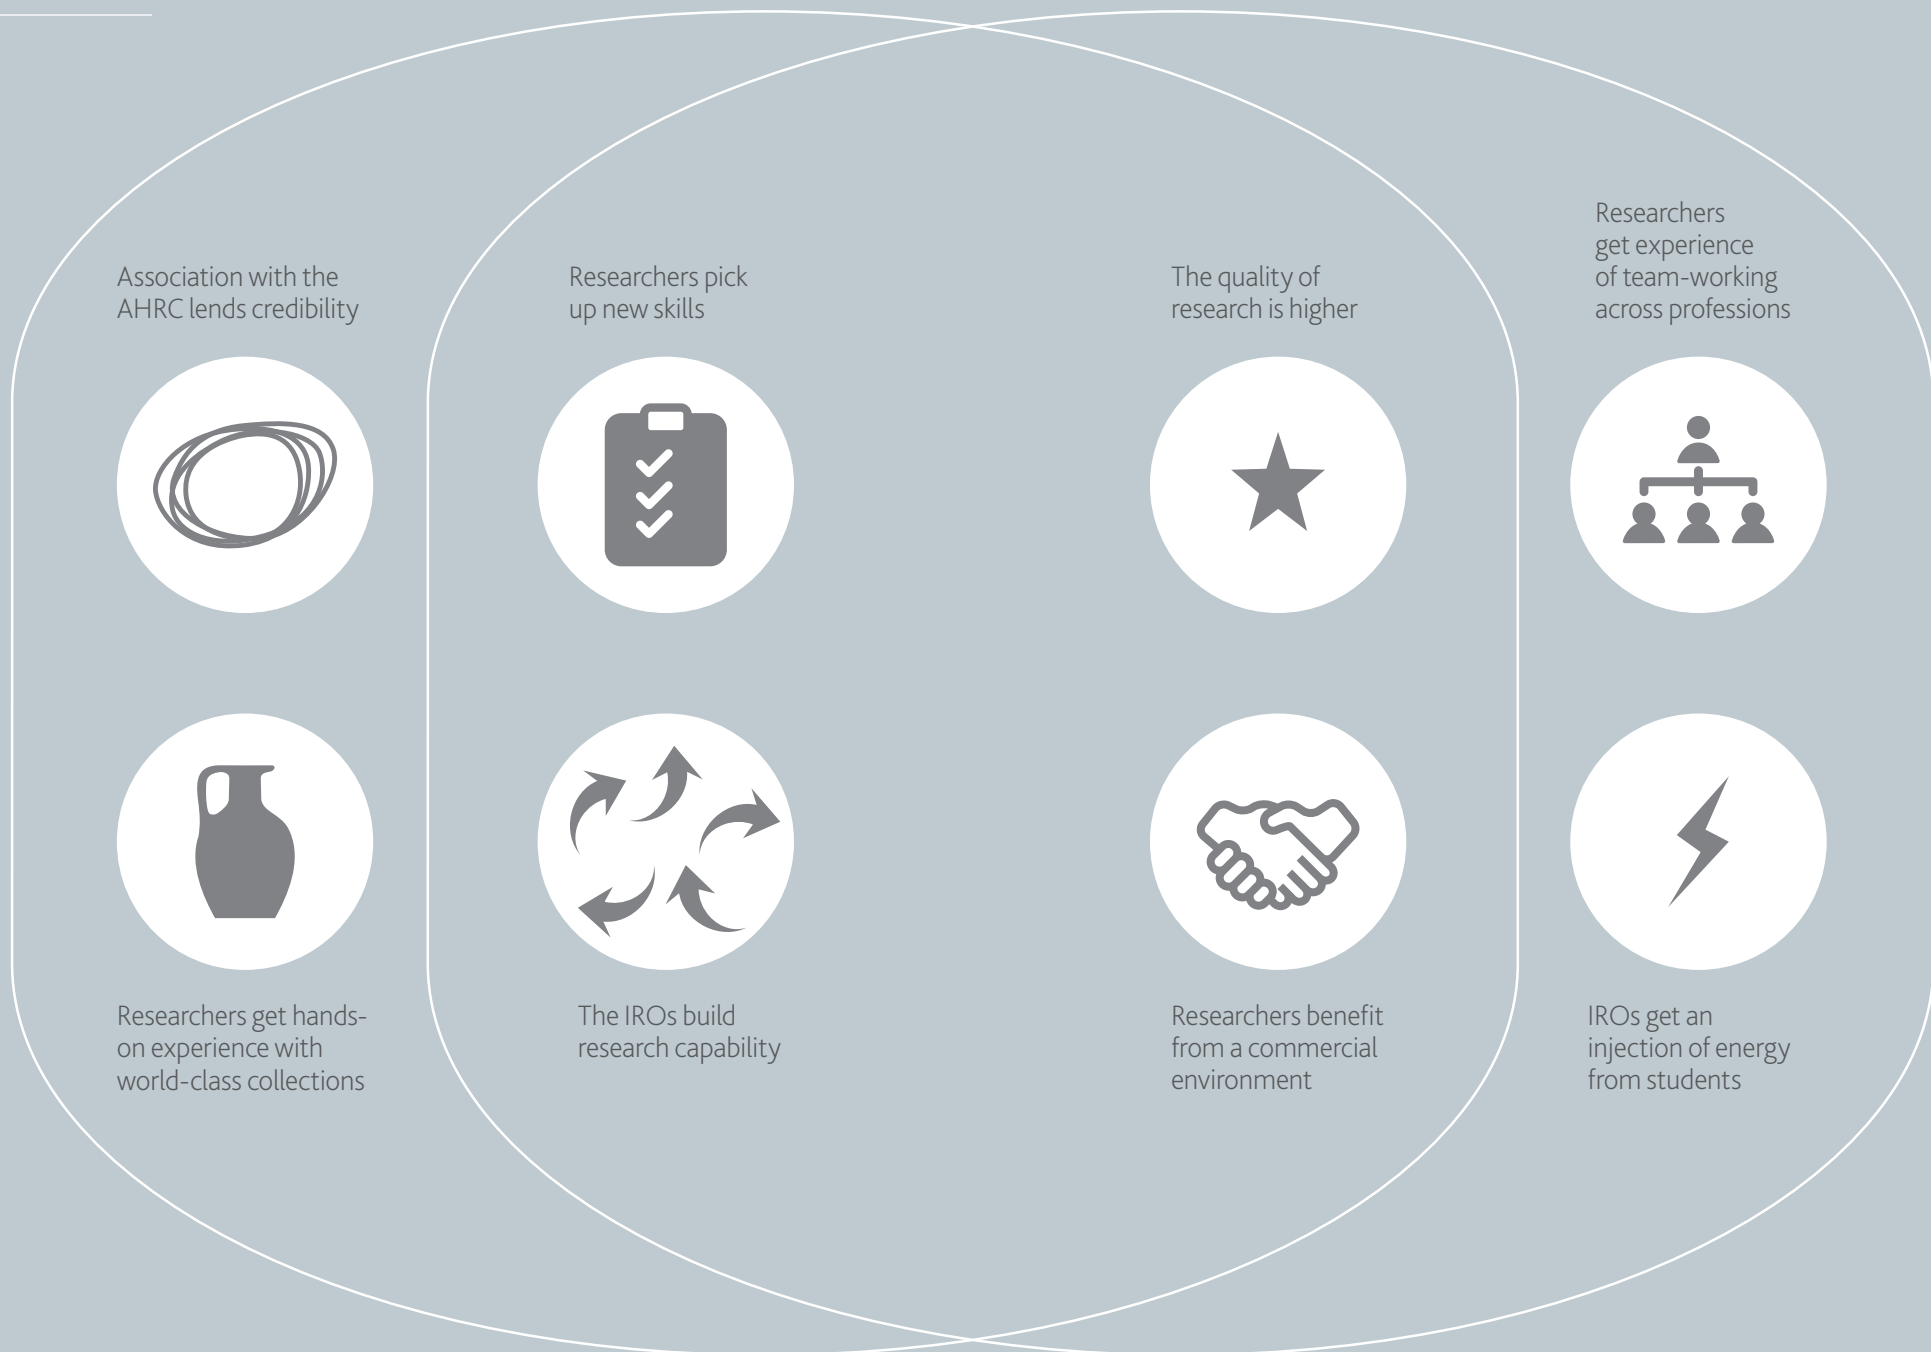 Association with the
AHRC lends credibility
Researchers pick
up new skills
The quality of
research is higher
Researchers
get experience
of team-working
across professions
Researchers get hands-
on experience with
world-class collections
The IROs build
research capability
Researchers benefit
from a commercial
environment
IROs get an
injection of energy
from students